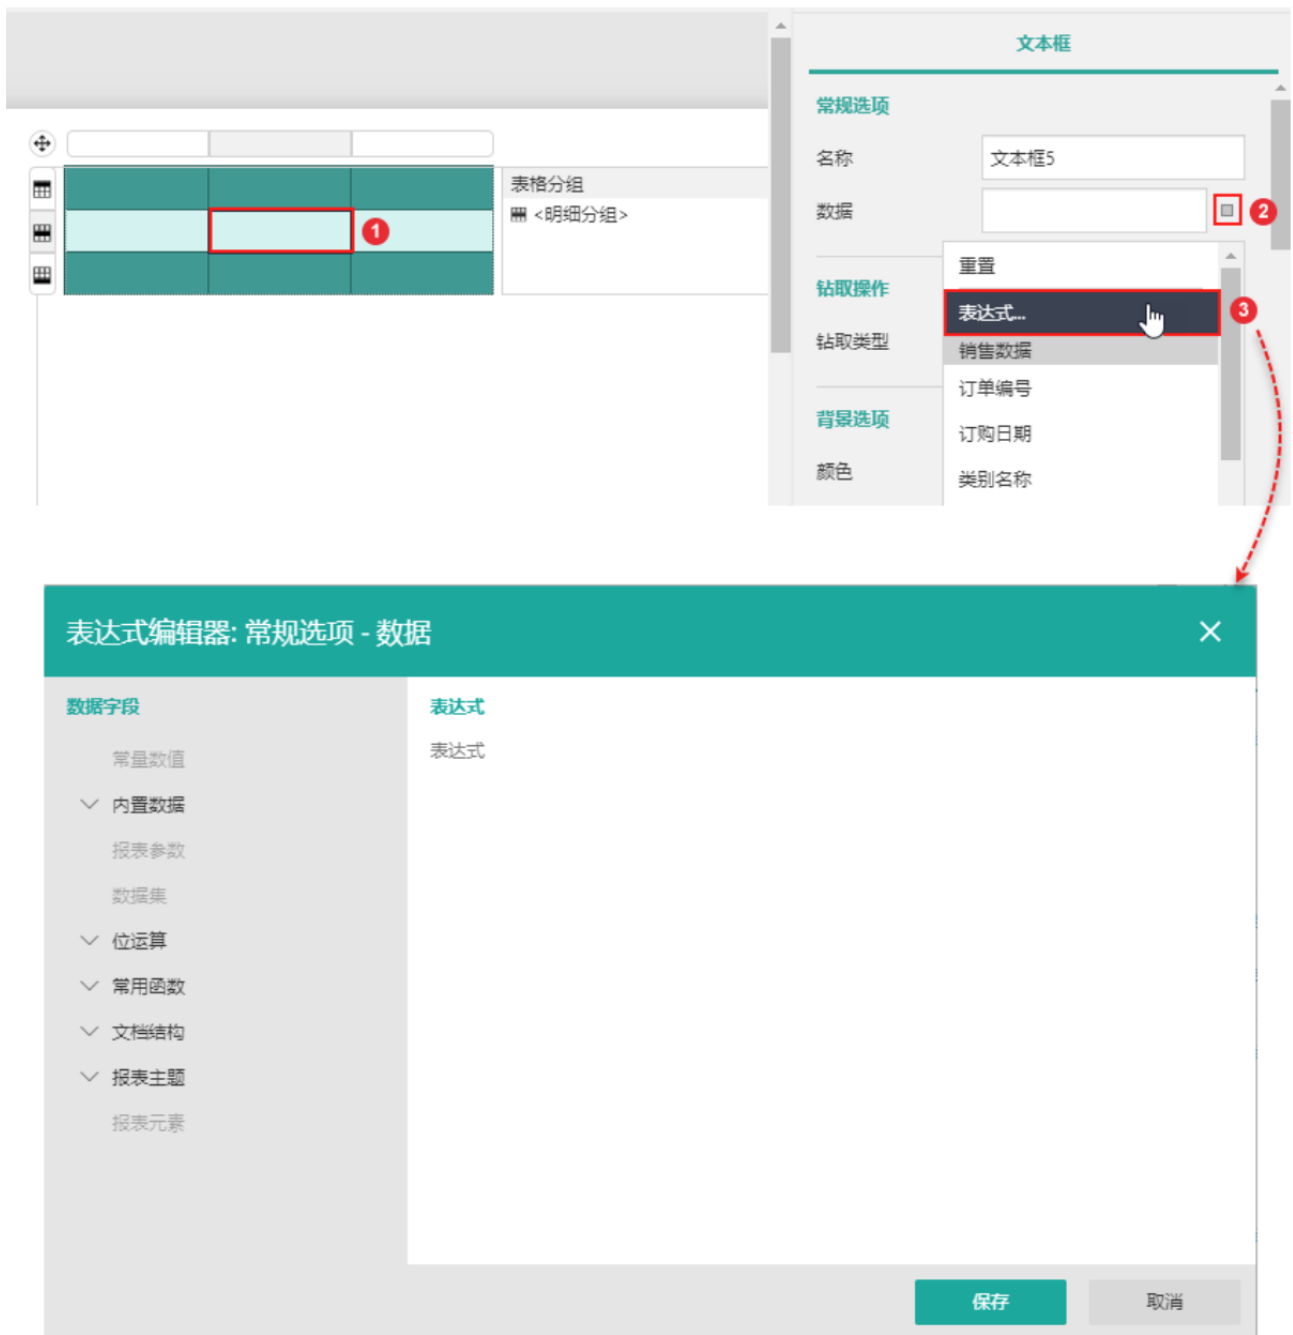 文本框
常规选项
名称
文本框5
数据
2
表格分组
<明细分组>
1
重置
钻取操作
表达式...
3
钻取类型
销售数据
订单编号
背景选项
订购日期
颜色
类别名称
表达式编辑器: 常规选项 - 数据
数据字段
常量数值
内置数据
报表参数
数据集
位运算
常用函数
文档结构
报表主题
报表元素
表达式
表达式
保存
取消